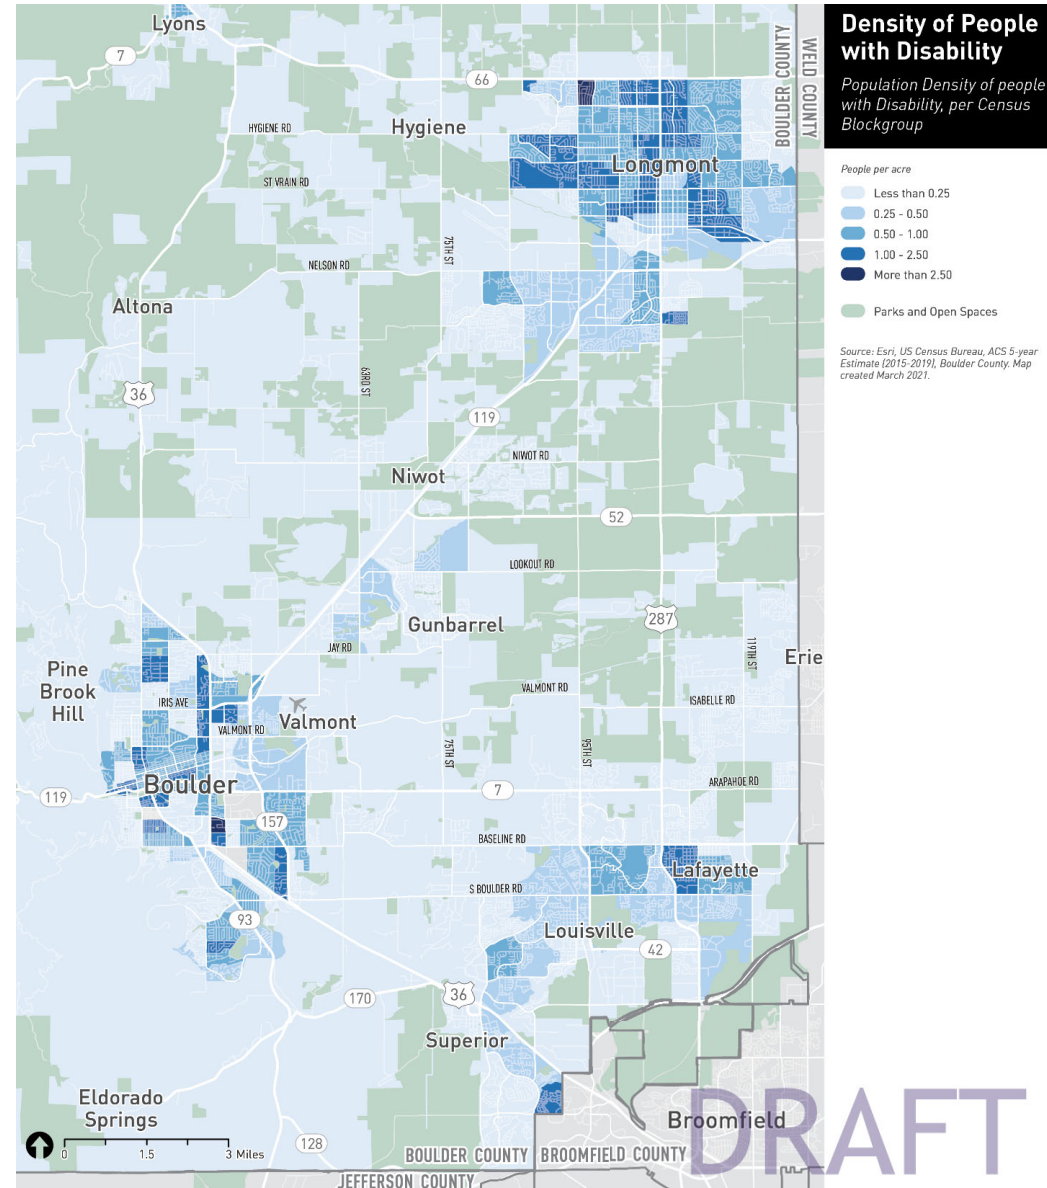 Density of People
with Disability
Population Density of people
with Disability, per Census
Blockgroup
People per acre
Less than 0.25
0.25 - 0.50
0.50 - 1.00
1.00 - 2.50
More than 2.50
Parks and Open Spaces
Source: Esri, US Census Bureau, ACS 5-year
Estimate (2015-2019), Boulder County. Map
created March 2021.
Lyons
7
66
BOULDER COUNTY
WELD COUNTY
HYGIENE RD
Hygiene
Longmont
ST VRAIN RD
75TH ST
NELSON RD
Altona
63RD ST
36
119
NIWOT RD
Niwot
52
LOOKOUT RD
Gunbarrel
287
JAY RD
119TH ST
Erie
Pine
Brook
Hill
VALMONT RD
ISABELLE RD
IRIS AVE
Valmont
VALMONT RD
75TH ST
95TH ST
Boulder
ARAPAHOE RD
119
7
157
BASELINE RD
Lafayette
S BOULDER RD
93
Louisville
42
170
36
Superior
Eldorado
Springs
Broomfield
DRAFT
0
1.5
3 Miles
128
BOULDER COUNTY
BROOMFIELD COUNTY
JEFFERSON COUNTY